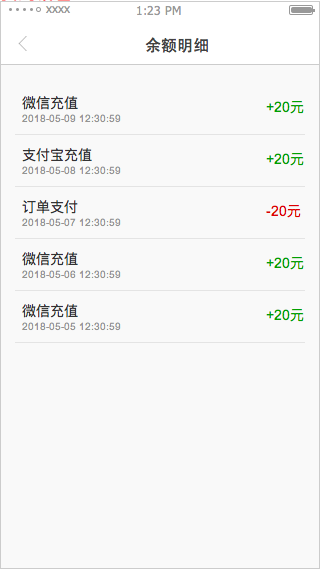 xxxx 1:23 PM
余额明细
微信充值
+20元
2018-05-09 12:30:59
支付宝充值
+20元
2018-05-08 12:30:59
订单支付
-20元
2018-05-07 12:30:59
微信充值
+20元
2018-05-06 12:30:59
微信充值
+20元
2018-05-05 12:30:59